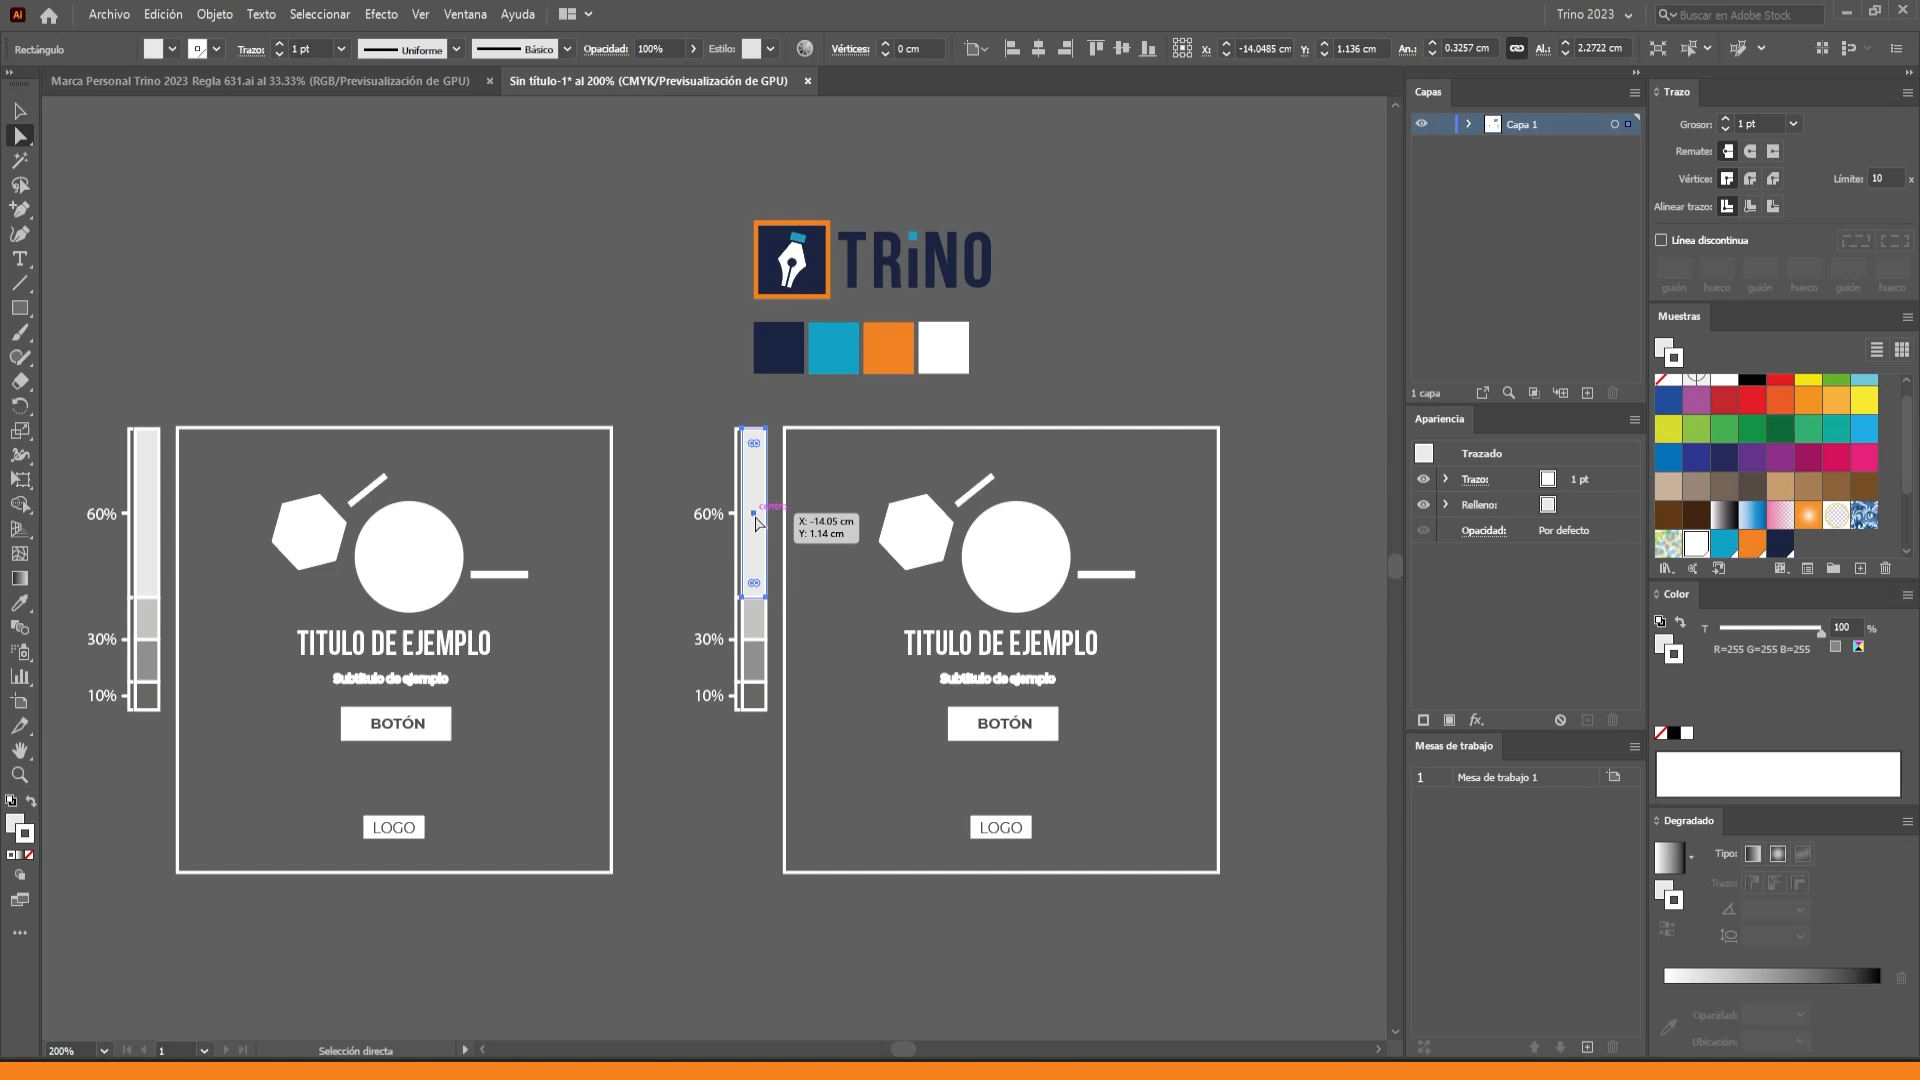 Ai Archivo Edición Objeto Texto Seleccionar Efecto Ver Ventana Ayuda Trino 2023 Buscar en Adobe Stock
Rectángulo Trazo: 1 pt Uniforme Básico Opacidad: 100% Estilo: Vértices: 0 cm X: -14.0485 cm Y: 1.136 cm An.: 0.3257 cm Al.: 2.2722 cm
Marca Personal Trino 2023 Regla 631.ai al 33.33% (RGB/Previsualización de GPU) × Sin título-1* al 200% (CMYK/Previsualización de GPU) ×
TRiNO
60%
30%
10%
TITULO DE EJEMPLO
Subtitulo de ejemplo
BOTÓN
LOGO
60%
30%
10%
centro
X: -14.05 cm
Y: 1.14 cm
TITULO DE EJEMPLO
Subtitulo de ejemplo
BOTÓN
LOGO
200% 1 Selección directa
Capas
Capa 1
1 capa
Apariencia
Trazado
Trazo: 1 pt
Relleno:
Opacidad: Por defecto
fx
Mesas de trabajo
1 Mesa de trabajo 1
Trazo
Grosor: 1 pt
Remate:
Vértice: Límite: 10 x
Alinear trazo:
Línea discontinua
guión hueco guión hueco guión hueco
Muestras
Color
T 100 %
R=255 G=255 B=255
Degradado
Tipo:
Trazo:
Opacidad:
Ubicación: